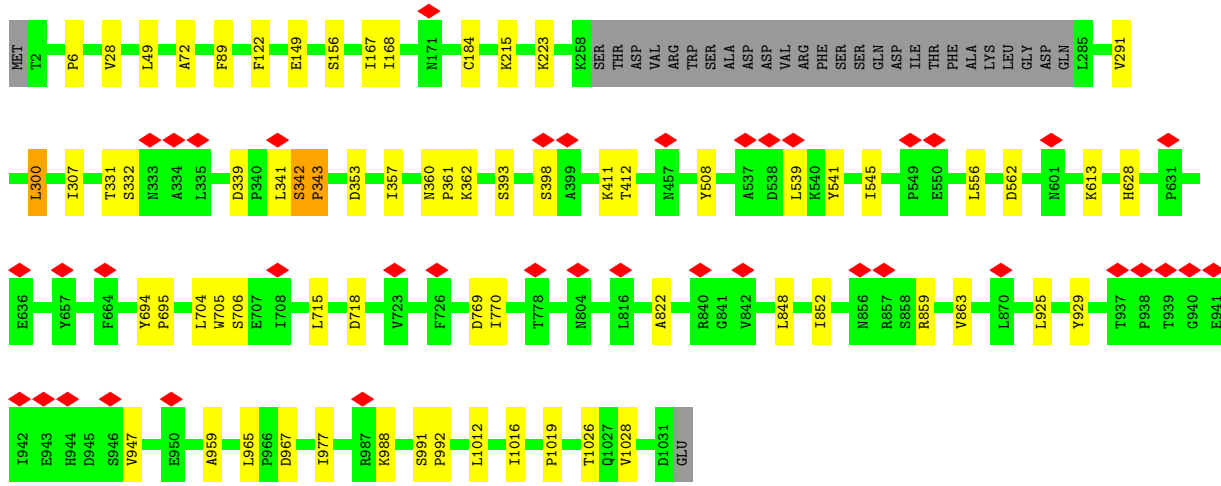 MET T2 P6 V28 L49 A72 F89 F122 E149 S156 I167 I168 N171 C184 K215 K223 K258 SER THR ASP VAL ARG TRP SER ALA ASP ASP VAL ARG PHE SER SER GLN ASP ILE THR PHE ALA LYS LEU GLY ASP GLN L285 V291
L300 I307 T331 S332 N333 A334 L335 D339 P340 L341 S342 P343 D353 I357 N360 P361 K362 S393 S398 A399 K411 T412 N457 Y508 A537 D538 L539 K540 Y541 I545 P549 E550 L556 D562 N601 K613 H628 P631
E636 Y657 F664 Y694 P695 L704 W705 S706 E707 I708 L715 D718 V723 F726 D769 I770 T778 N804 L816 A822 R840 G841 V842 L848 I852 N856 R857 S858 R859 V863 L870 L925 Y929 T937 P938 T939 G940 E941
I942 E943 H944 D945 S946 V947 E950 A959 L965 P966 D967 I977 R987 K988 S991 P992 L1012 I1016 P1019 T1026 Q1027 V1028 D1031 GLU